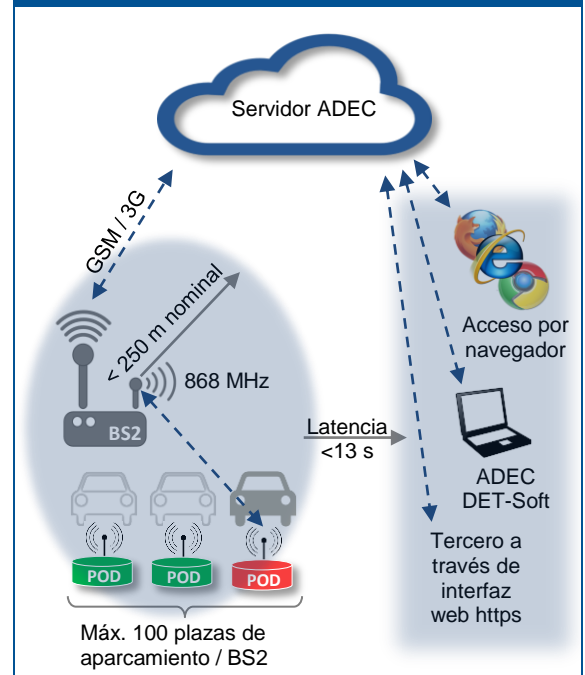 Servidor ADEC
GSM / 3G
< 250 m nominal
868 MHz
BS2
Acceso por
navegador
Latencia
<13 s
ADEC
DET-Soft
POD
POD
POD
Tercero a
través de
interfaz
web https
Máx. 100 plazas de
aparcamiento / BS2